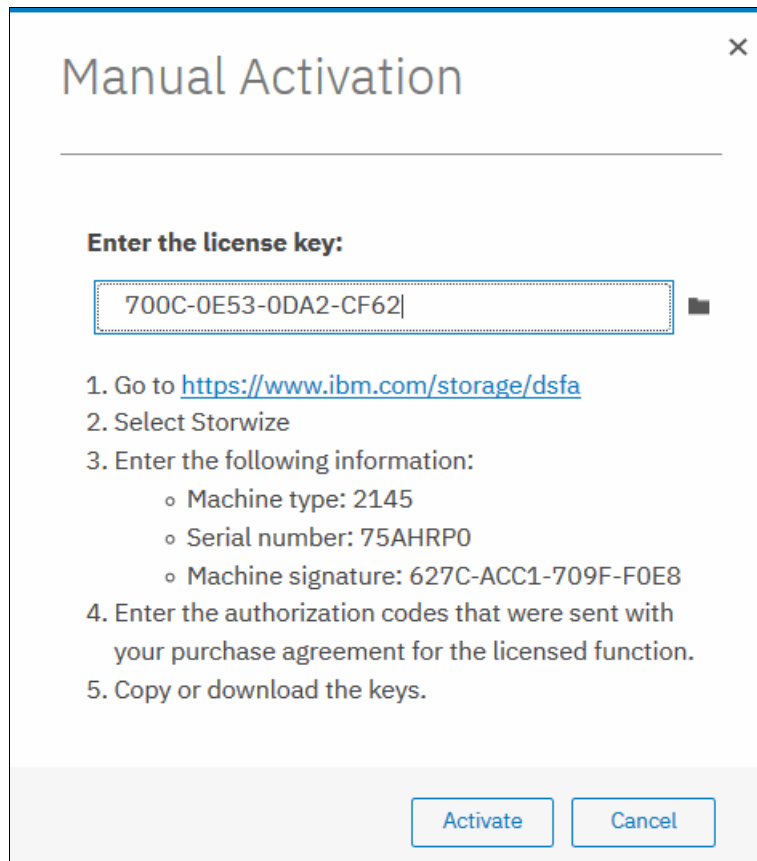 Manual Activation
Enter the license key:
700C-0E53-0DA2-CF62
1. Go to https://www.ibm.com/storage/dsfa
2. Select Storwize
3. Enter the following information:
Machine type: 2145
Serial number: 75AHRP0
Machine signature: 627C-ACC1-709F-F0E8
4. Enter the authorization codes that were sent with
your purchase agreement for the licensed function.
5. Copy or download the keys.
Activate Cancel